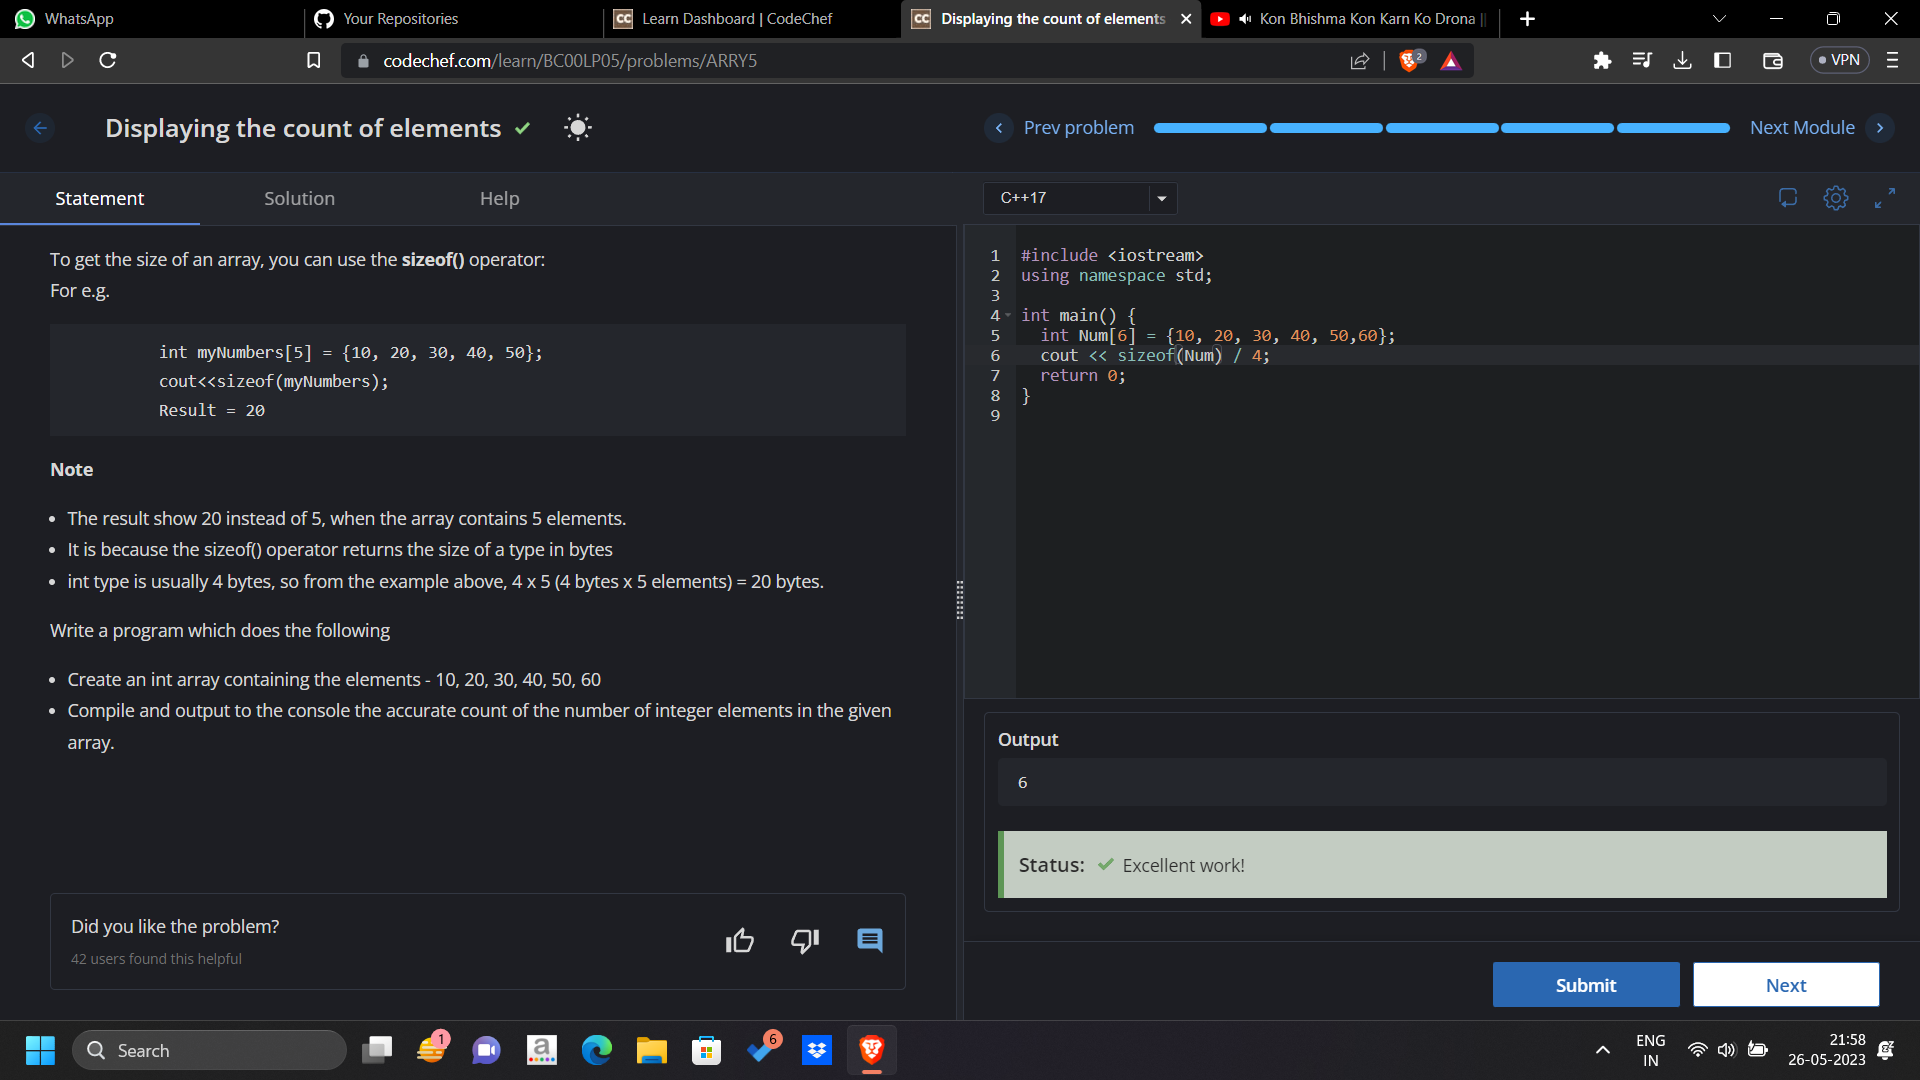 WhatsApp
Your Repositories
Learn Dashboard | CodeChef
Displaying the count of elements
Kon Bhishma Kon Karn Ko Drona ||
codechef.com/learn/BC00LP05/problems/ARRY5
2
VPN
Displaying the count of elements
Prev problem
Next Module
Statement
Solution
Help
C++17
To get the size of an array, you can use the sizeof() operator:
For e.g.
int myNumbers[5] = {10, 20, 30, 40, 50};
cout<<sizeof(myNumbers);
Result = 20
Note
• The result show 20 instead of 5, when the array contains 5 elements.
• It is because the sizeof() operator returns the size of a type in bytes
• int type is usually 4 bytes, so from the example above, 4 x 5 (4 bytes x 5 elements) = 20 bytes.
Write a program which does the following
• Create an int array containing the elements - 10, 20, 30, 40, 50, 60
• Compile and output to the console the accurate count of the number of integer elements in the given
array.
Did you like the problem?
42 users found this helpful
1 #include <iostream>
2 using namespace std;
3
4 int main() {
5 int Num[6] = {10, 20, 30, 40, 50,60};
6 cout << sizeof(Num) / 4;
7 return 0;
8 }
9
Output
6
Status: Excellent work!
Submit
Next
Search
1
a
6
ENG
IN
21:58
26-05-2023